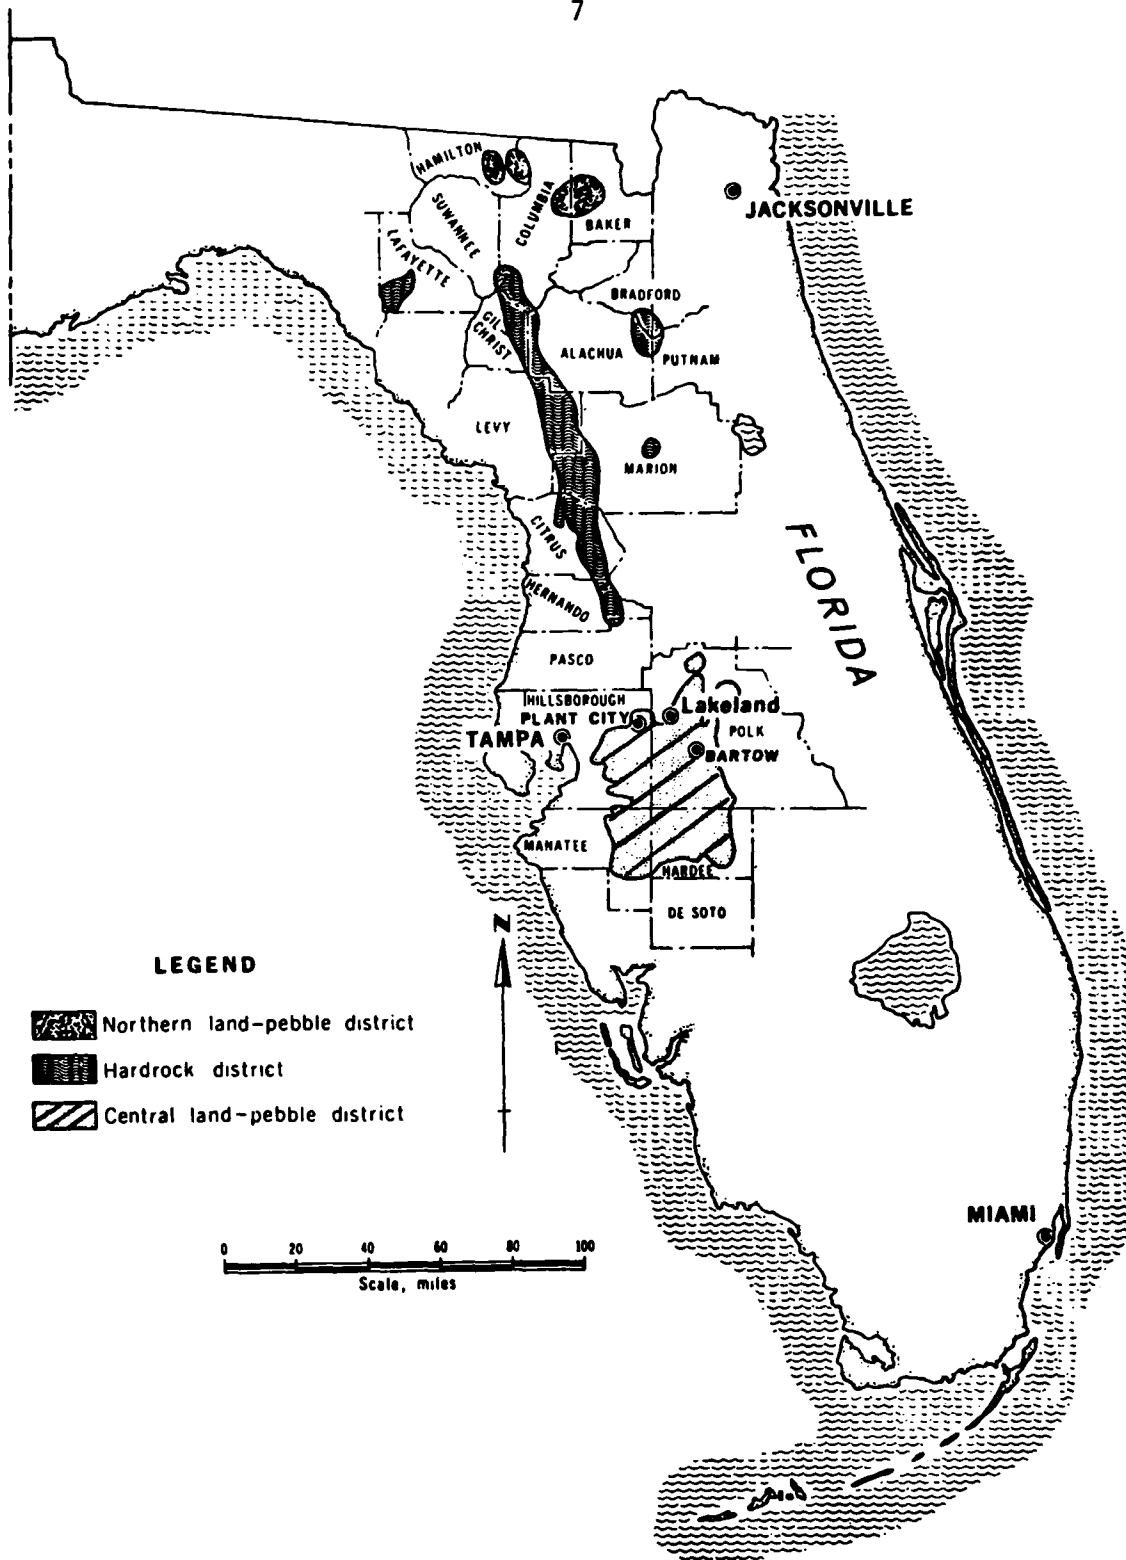 7
HAMILTON
SUWANNEE
COLUMBIA
BAKER
JACKSONVILLE
LAFAYETTE
BRADFORD
GIL-
CHRIST
ALACHUA
PUTNAM
LEVY
MARION
CITRUS
FLORIDA
HERNANDO
PASCO
HILLSBOROUGH
PLANT CITY
Lakeland
TAMPA
POLK
BARTOW
MANATEE
HARDEE
DE SOTO
N
LEGEND
Northern land-pebble district
Hardrock district
Central land-pebble district
MIAMI
0 20 40 60 80 100
Scale, miles